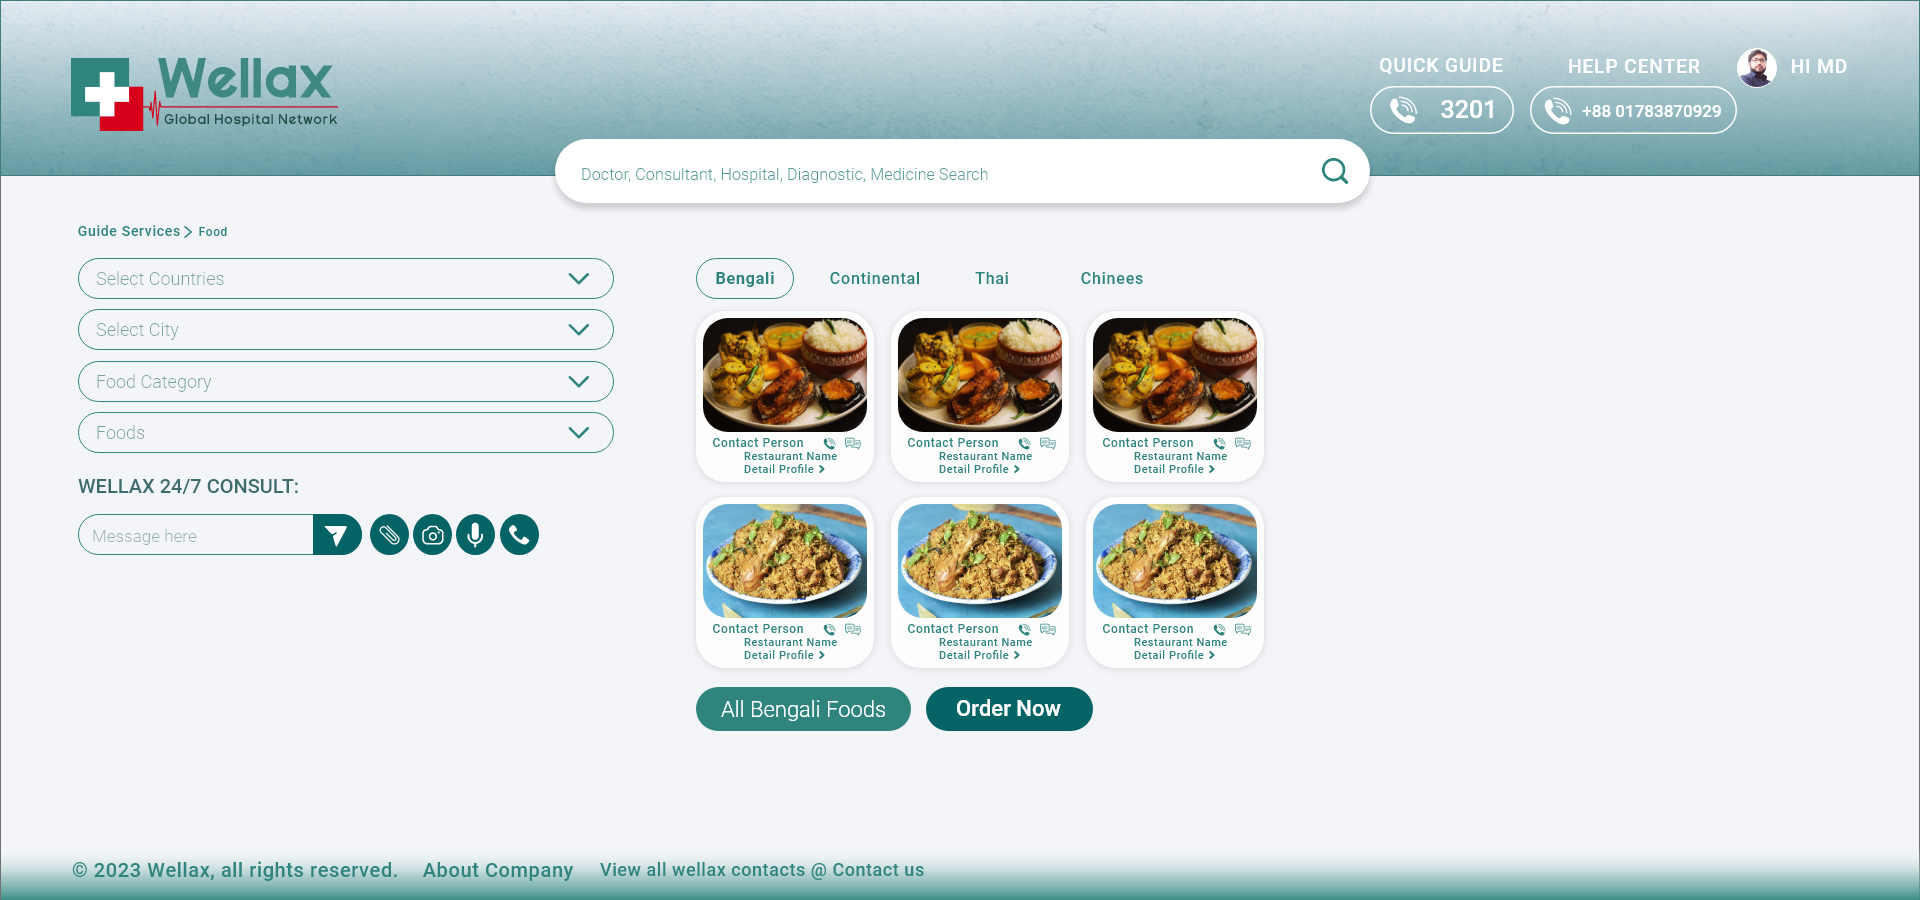 Wellax
Global Hospital Network
QUICK GUIDE
3201
HELP CENTER
+88 01783870929
HI MD
Doctor, Consultant, Hospital, Diagnostic, Medicine Search
Guide Services > Food
Select Countries
Select City
Food Category
Foods
WELLAX 24/7 CONSULT:
Message here
Bengali
Continental
Thai
Chinees
Contact Person
Restaurant Name
Detail Profile
Contact Person
Restaurant Name
Detail Profile
Contact Person
Restaurant Name
Detail Profile
Contact Person
Restaurant Name
Detail Profile
Contact Person
Restaurant Name
Detail Profile
Contact Person
Restaurant Name
Detail Profile
All Bengali Foods
Order Now
© 2023 Wellax, all rights reserved.
About Company
View all wellax contacts @ Contact us